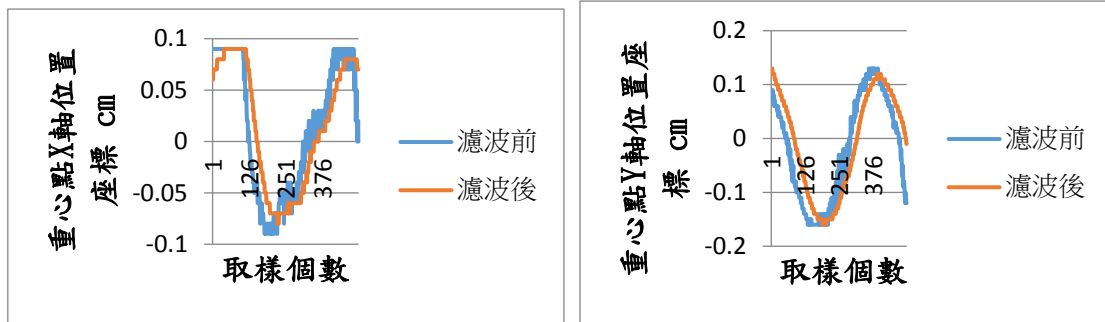 重心點X軸位置
座標 cm
0.1
0.05
0
-0.05
-0.1
1
126
251
376
取樣個數
濾波前
濾波後
重心點Y軸位置座
標 cm
0.2
0.1
0
-0.1
-0.2
1
126
251
376
取樣個數
濾波前
濾波後